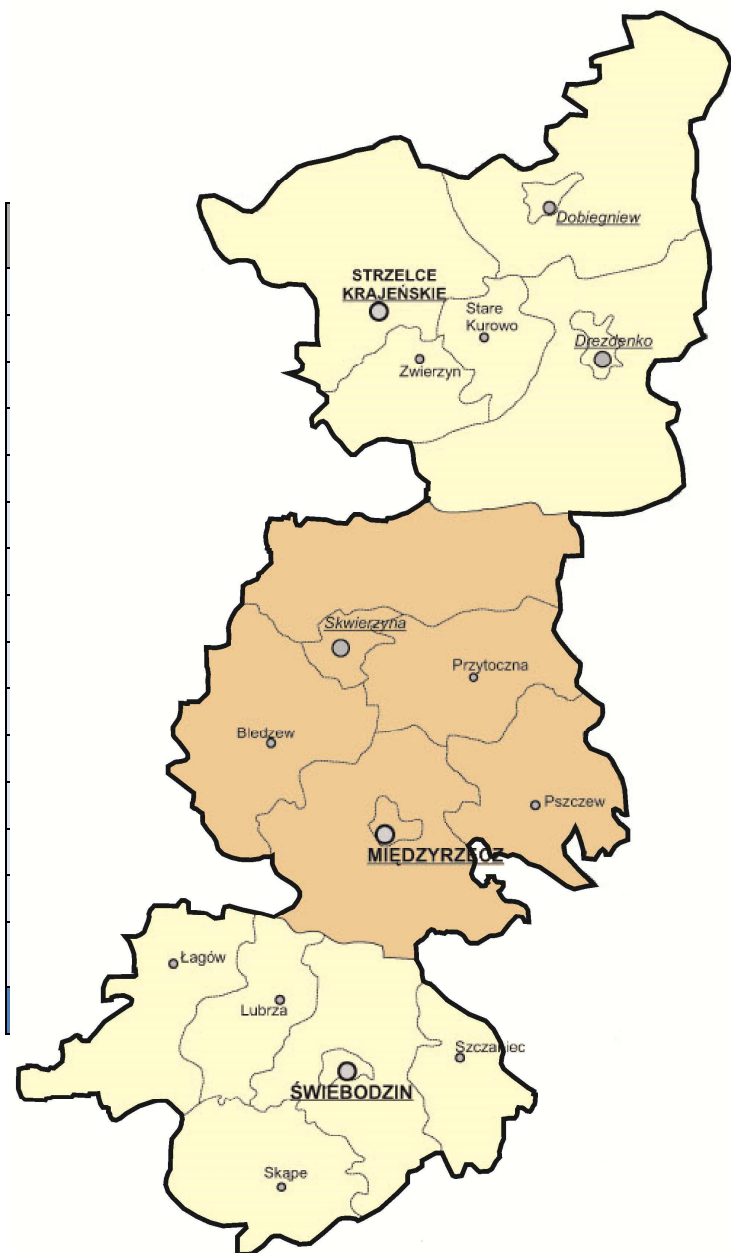 Dobiegniew
STRZELCE
KRAJEŃSKIE
Stare
Kurowo
Drezdenko
Zwierzyn
Skwierzyna
Przytoczna
Bledzew
Pszczew
MIĘDZYRZECZ
Łagów
Lubrza
Szczaniec
ŚWIEBODZIN
Skąpe